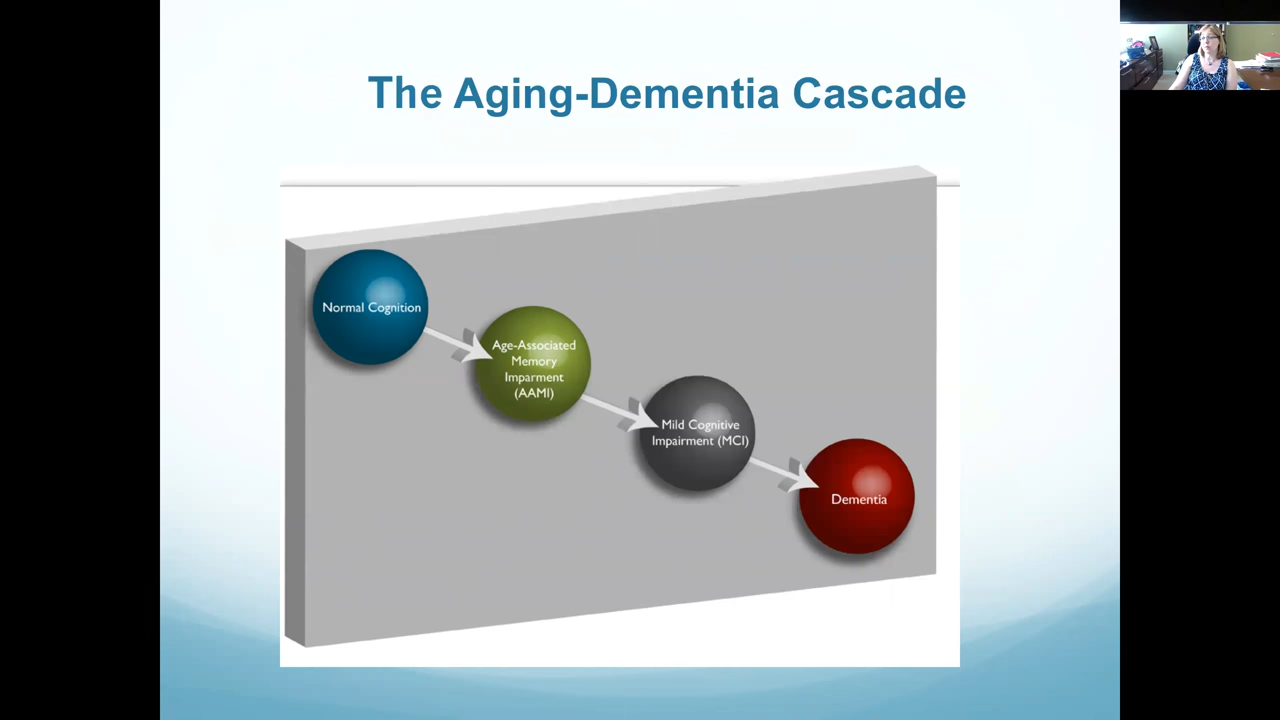 The Aging-Dementia Cascade
Normal Cognition
Age-Associated
Memory
Imparment
(AAMI)
Mild Cognitive
Impairment (MCI)
Dementia